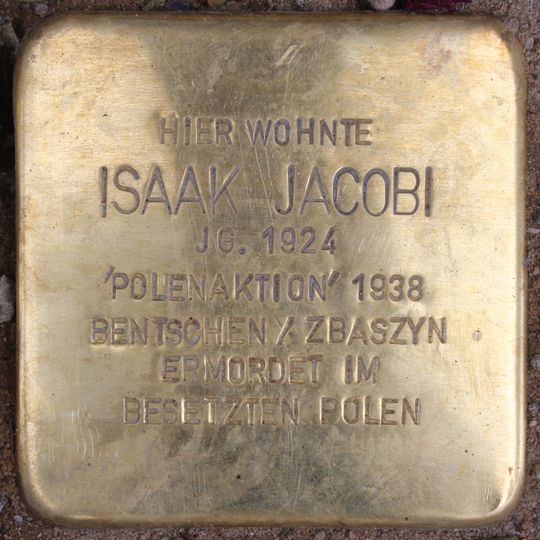 HIER WOHNTE
ISAAK JACOBI
JG. 1924
'POLENAKTION' 1938
BENTSCHEN / ZBASZYN
ERMORDET IM
BESETZTEN POLEN